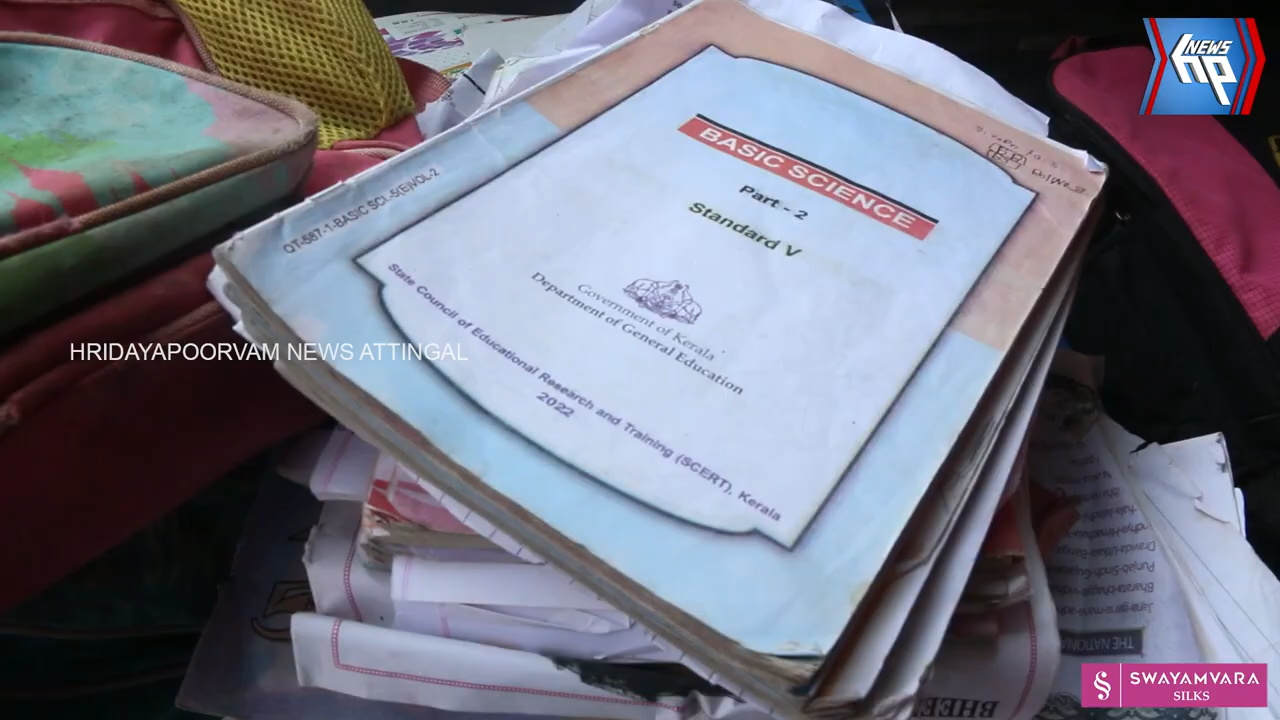 NEWS
hp
QT-587-1-BASIC SCI.-5(E)VOL-2
BASIC SCIENCE
Part - 2
Standard V
Government of Kerala
Department of General Education
State Council of Educational Research and Training (SCERT), Kerala
2022
HRIDAYAPOORVAM NEWS ATTINGAL
THE NATIONAL
SWAYAMVARA
SILKS